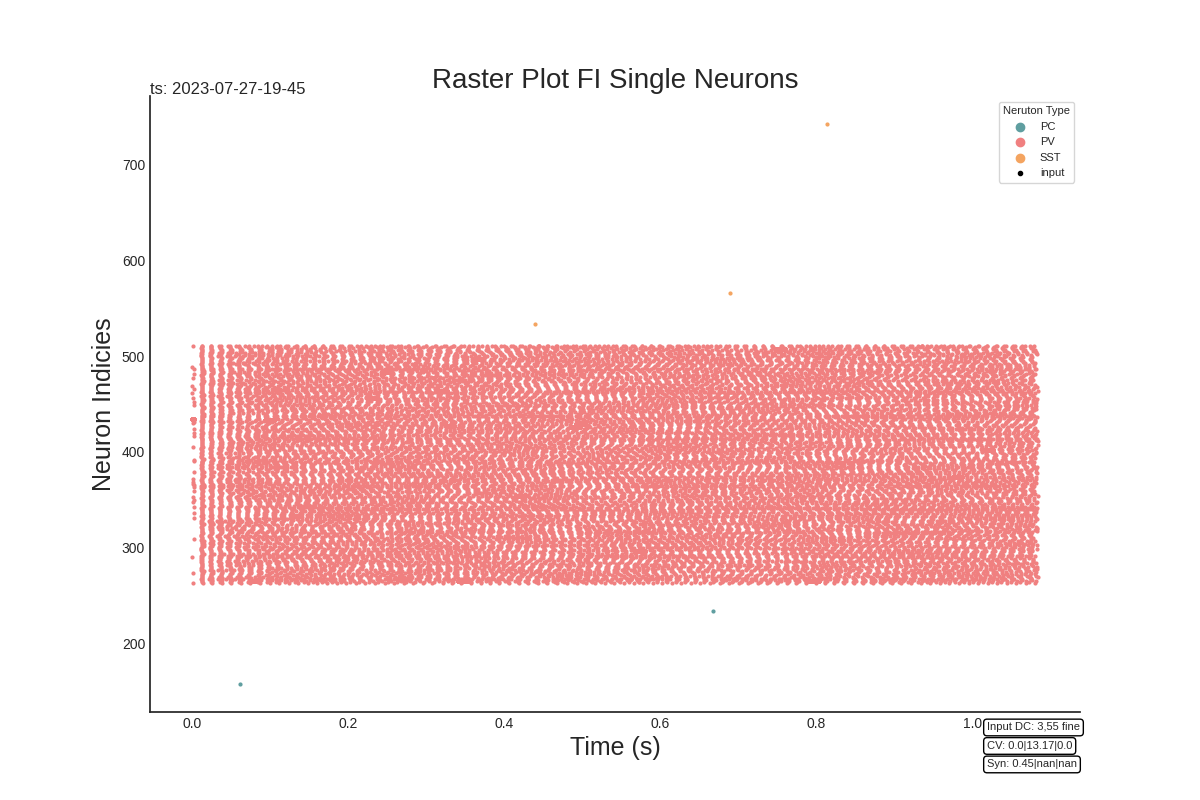 Raster Plot FI Single Neurons
ts: 2023-07-27-19-45
Neruton Type
PC
PV
SST
input
700
600
500
400
300
200
Neuron Indicies
0.0 0.2 0.4 0.6 0.8 1.0
Time (s)
Input DC: 3,55 fine
CV: 0.0|13.17|0.0
Syn: 0.45|nan|nan